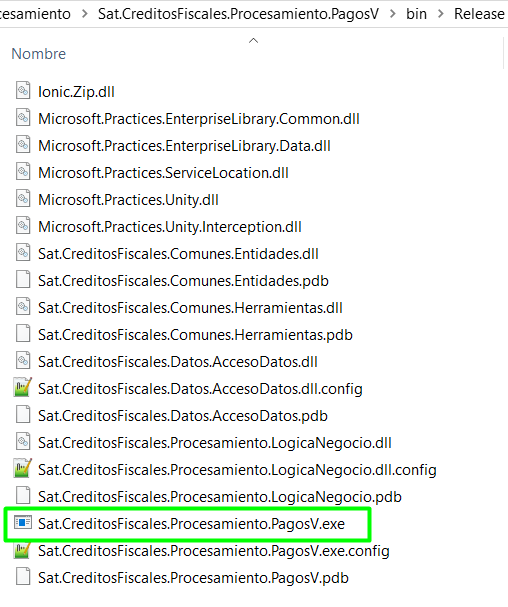 cesamiento > Sat.CreditosFiscales.Procesamiento.PagosV > bin > Release
Nombre
Ionic.Zip.dll
Microsoft.Practices.EnterpriseLibrary.Common.dll
Microsoft.Practices.EnterpriseLibrary.Data.dll
Microsoft.Practices.ServiceLocation.dll
Microsoft.Practices.Unity.dll
Microsoft.Practices.Unity.Interception.dll
Sat.CreditosFiscales.Comunes.Entidades.dll
Sat.CreditosFiscales.Comunes.Entidades.pdb
Sat.CreditosFiscales.Comunes.Herramientas.dll
Sat.CreditosFiscales.Comunes.Herramientas.pdb
Sat.CreditosFiscales.Datos.AccesoDatos.dll
Sat.CreditosFiscales.Datos.AccesoDatos.dll.config
Sat.CreditosFiscales.Datos.AccesoDatos.pdb
Sat.CreditosFiscales.Procesamiento.LogicaNegocio.dll
Sat.CreditosFiscales.Procesamiento.LogicaNegocio.dll.config
Sat.CreditosFiscales.Procesamiento.LogicaNegocio.pdb
Sat.CreditosFiscales.Procesamiento.PagosV.exe
Sat.CreditosFiscales.Procesamiento.PagosV.exe.config
Sat.CreditosFiscales.Procesamiento.PagosV.pdb